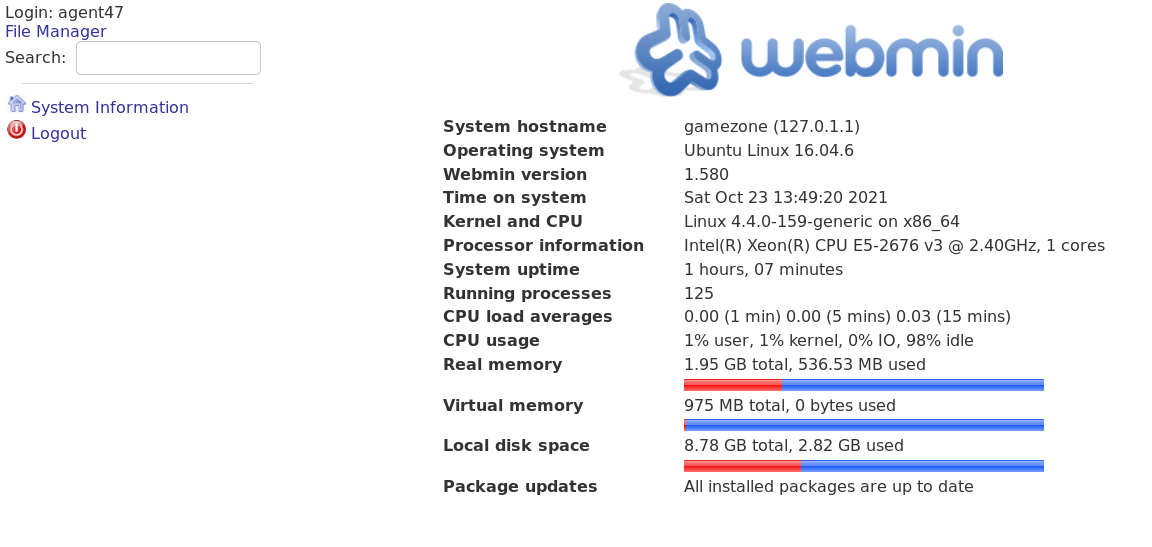 Login: agent47
File Manager
Search:
System Information
Logout
webmin
System hostname gamezone (127.0.1.1)
Operating system Ubuntu Linux 16.04.6
Webmin version 1.580
Time on system Sat Oct 23 13:49:20 2021
Kernel and CPU Linux 4.4.0-159-generic on x86_64
Processor information Intel(R) Xeon(R) CPU E5-2676 v3 @ 2.40GHz, 1 cores
System uptime 1 hours, 07 minutes
Running processes 125
CPU load averages 0.00 (1 min) 0.00 (5 mins) 0.03 (15 mins)
CPU usage 1% user, 1% kernel, 0% IO, 98% idle
Real memory 1.95 GB total, 536.53 MB used
Virtual memory 975 MB total, 0 bytes used
Local disk space 8.78 GB total, 2.82 GB used
Package updates All installed packages are up to date